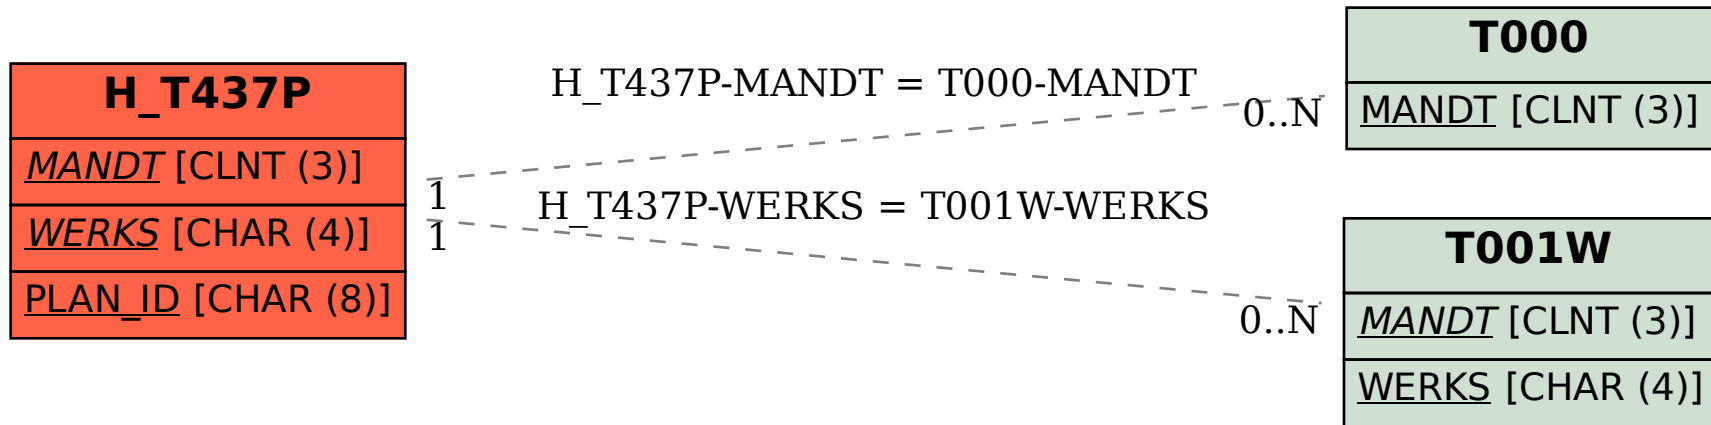 H_T437P
MANDT [CLNT (3)]
WERKS [CHAR (4)]
PLAN_ID [CHAR (8)]
H_T437P-MANDT = T000-MANDT
0..N
1
H_T437P-WERKS = T001W-WERKS
1
0..N
T000
MANDT [CLNT (3)]
T001W
MANDT [CLNT (3)]
WERKS [CHAR (4)]